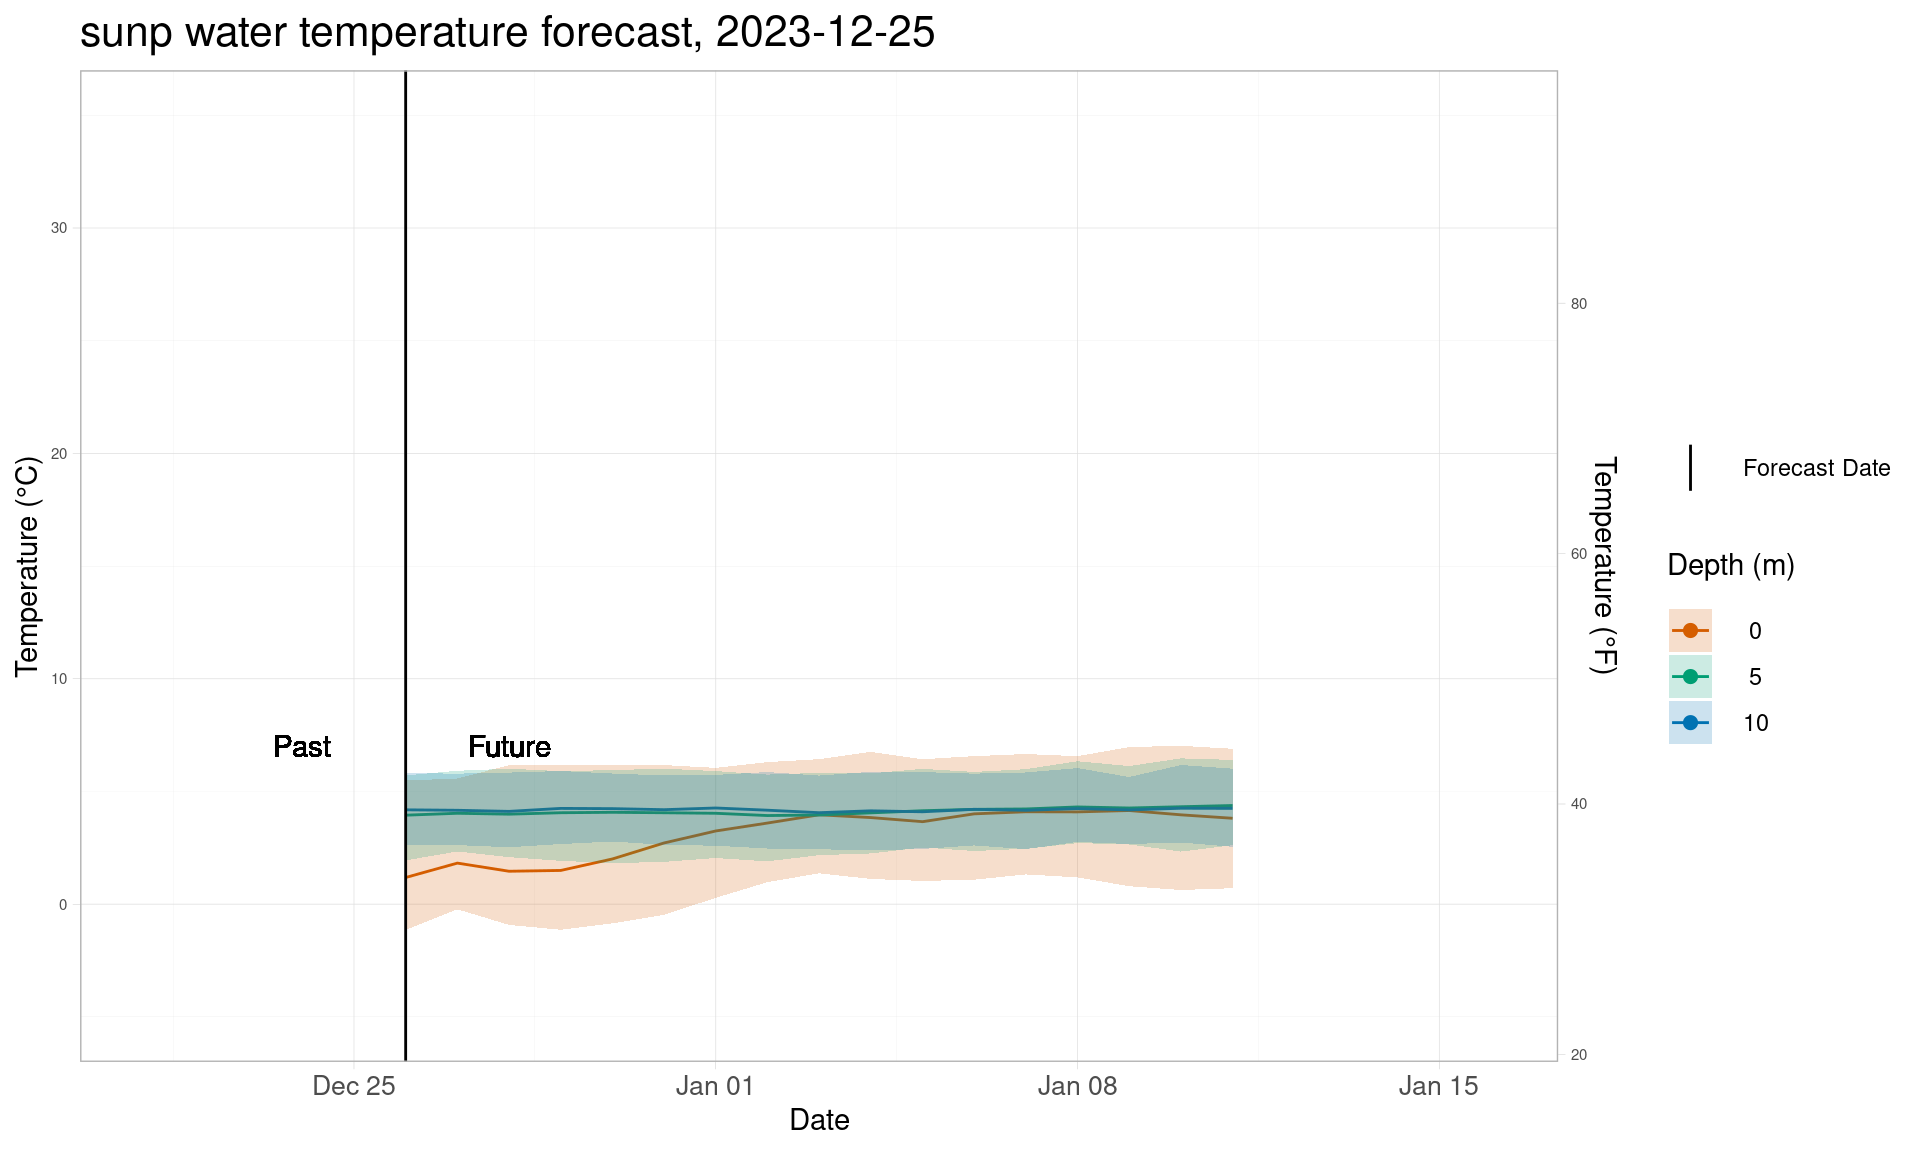 sunp water temperature forecast, 2023-12-25
Temperature (°C)
30
20
10
0
Past
Future
80
60
40
20
Temperature (°F)
Dec 25
Jan 01
Jan 08
Jan 15
Date
Forecast Date
Depth (m)
0
5
10